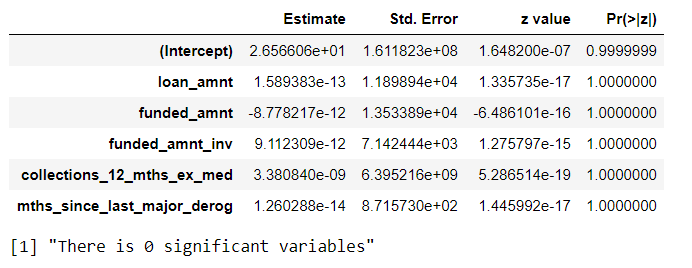 Estimate Std. Error z value Pr(>|z|)
(Intercept) 2.656606e+01 1.611823e+08 1.648200e-07 0.9999999
loan_amnt 1.589383e-13 1.189894e+04 1.335735e-17 1.0000000
funded_amnt -8.778217e-12 1.353389e+04 -6.486101e-16 1.0000000
funded_amnt_inv 9.112309e-12 7.142444e+03 1.275797e-15 1.0000000
collections_12_mths_ex_med 3.380840e-09 6.395216e+09 5.286514e-19 1.0000000
mths_since_last_major_derog 1.260288e-14 8.715730e+02 1.445992e-17 1.0000000
[1] "There is 0 significant variables"